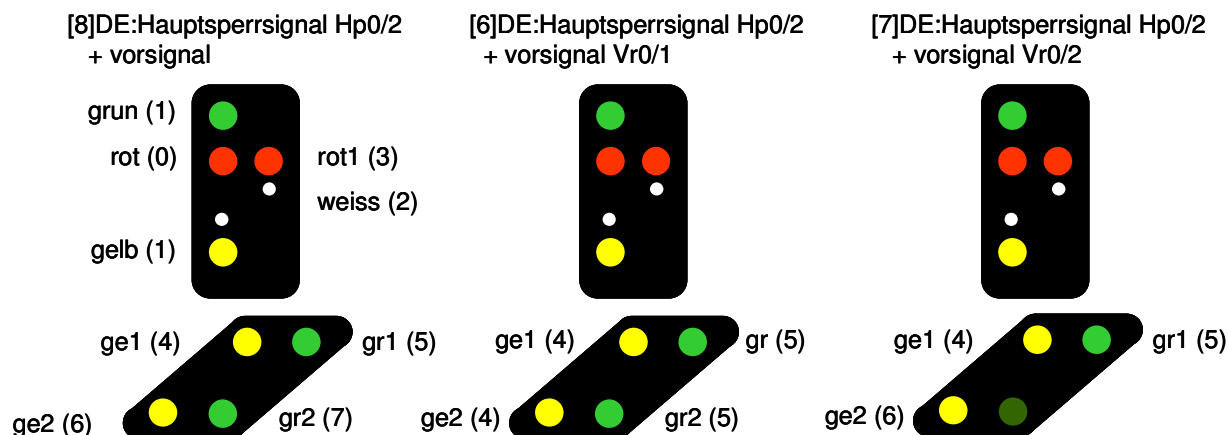 [8]DE:Hauptsperrsignal Hp0/2
+ vorsignal
grun (1)
rot (0)
rot1 (3)
weiss (2)
gelb (1)
ge1 (4)
gr1 (5)
ge2 (6)
gr2 (7)
[6]DE:Hauptsperrsignal Hp0/2
+ vorsignal Vr0/1
ge1 (4)
gr (5)
ge2 (4)
gr2 (5)
[7]DE:Hauptsperrsignal Hp0/2
+ vorsignal Vr0/2
ge1 (4)
gr1 (5)
ge2 (6)